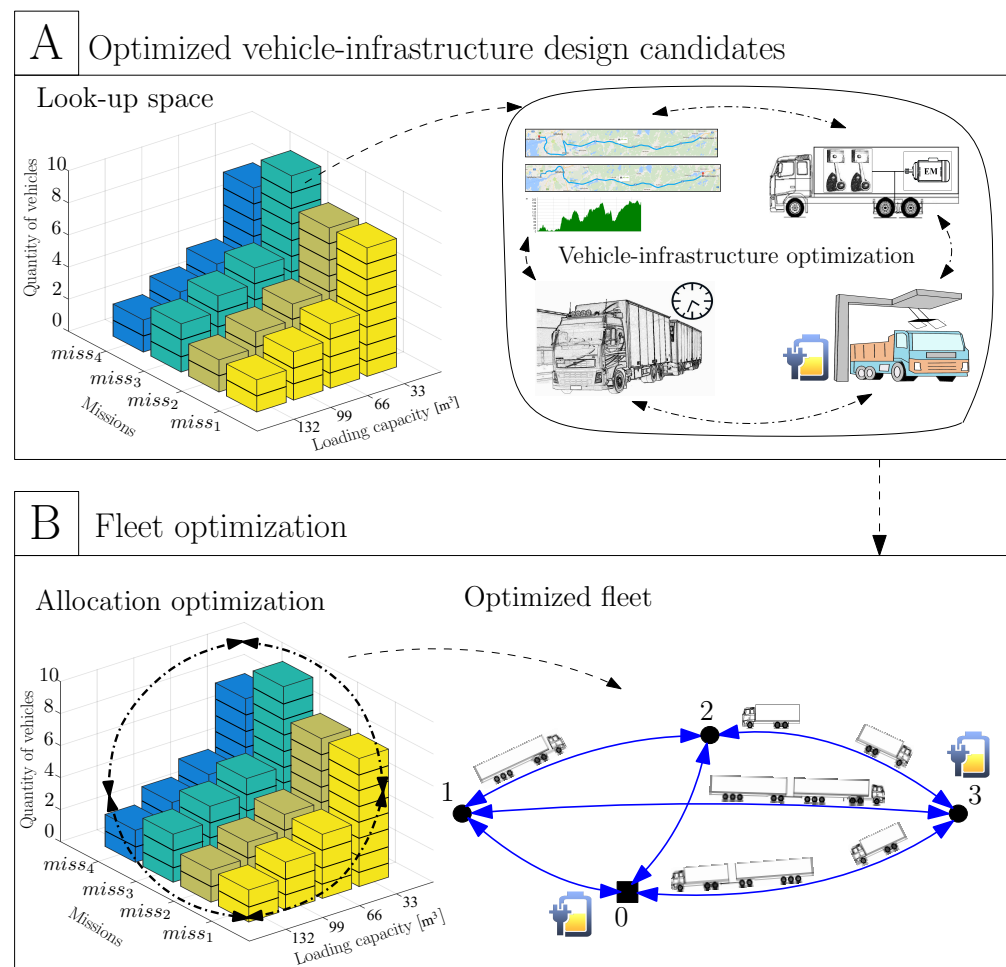 A Optimized vehicle-infrastructure design candidates
Look-up space
Quantity of vehicles
10
8
6
4
2
0
miss4
miss3
miss2
miss1
Missions
132
99
66
33
Loading capacity [m³]
EM
Vehicle-infrastructure optimization
B Fleet optimization
Allocation optimization
Optimized fleet
Quantity of vehicles
10
8
6
4
2
0
miss4
miss3
miss2
miss1
Missions
132
99
66
33
Loading capacity [m³]
2
1
3
0